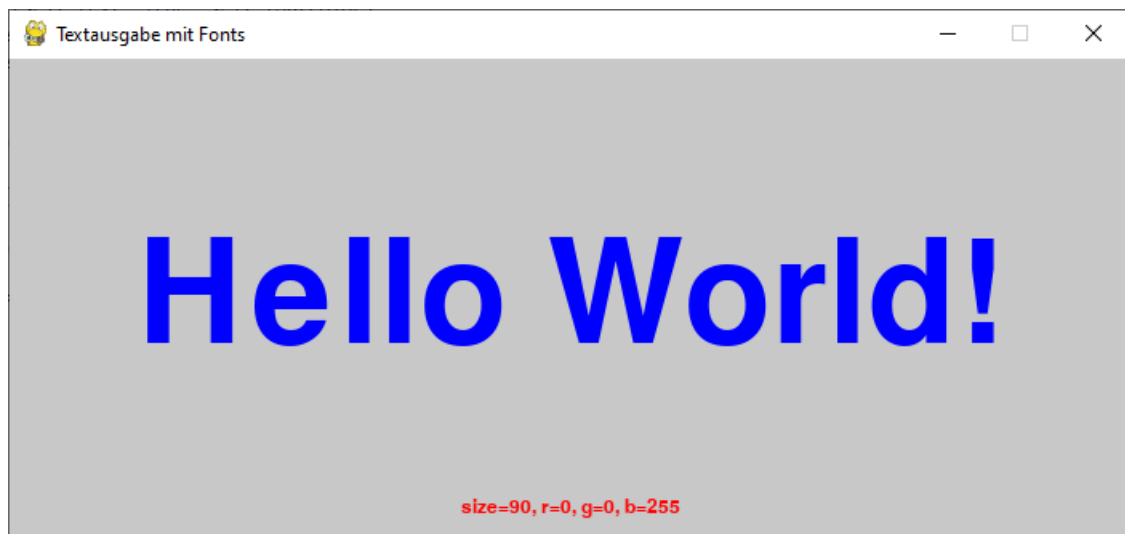 Textausgabe mit Fonts
Hello World!
size=90, r=0, g=0, b=255